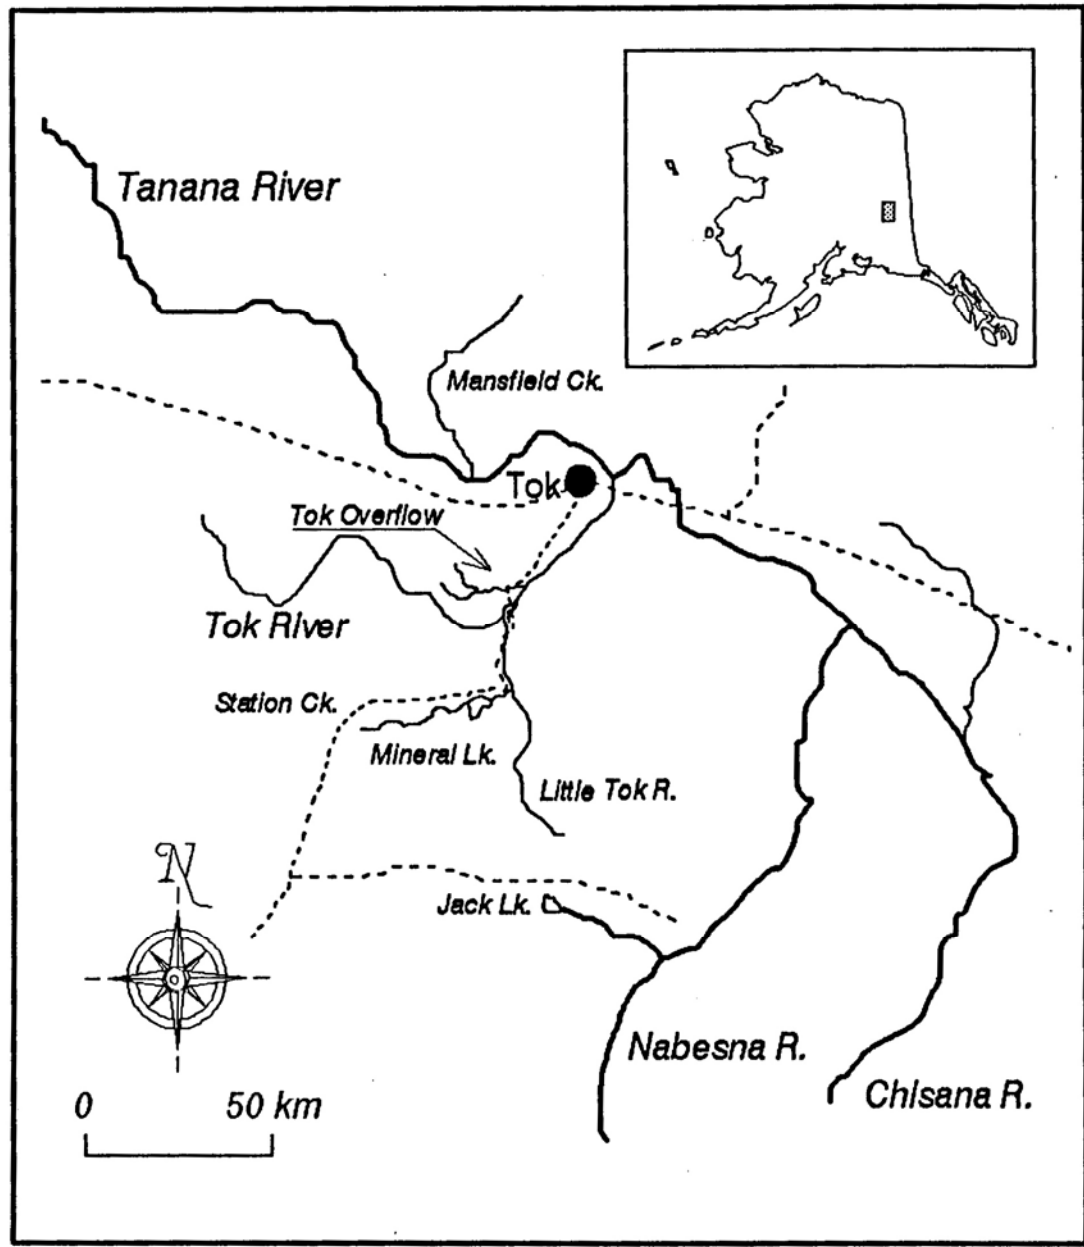 Tanana River
Mansfield Ck.
Tok
Tok Overflow
Tok River
Station Ck.
Mineral Lk.
Little Tok R.
N
Jack Lk.
Nabesna R.
Chisana R.
0 50 km